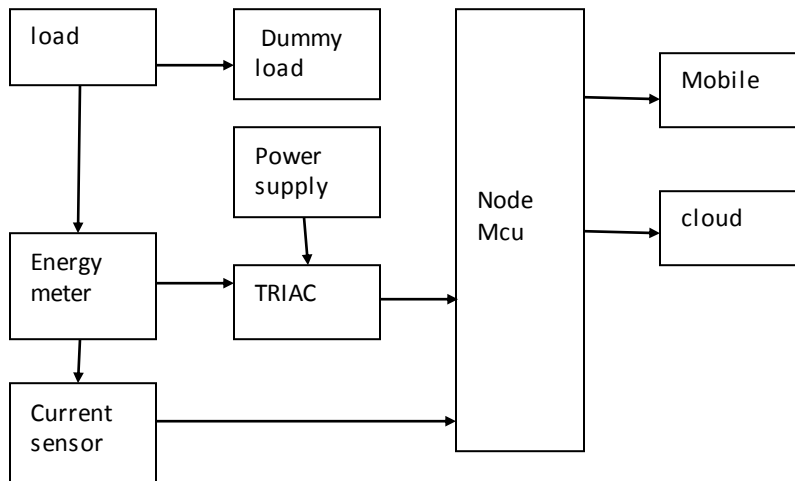 load
Dummy
load
Mobile
Power
supply
Node
Mcu
cloud
Energy
meter
TRIAC
Current
sensor